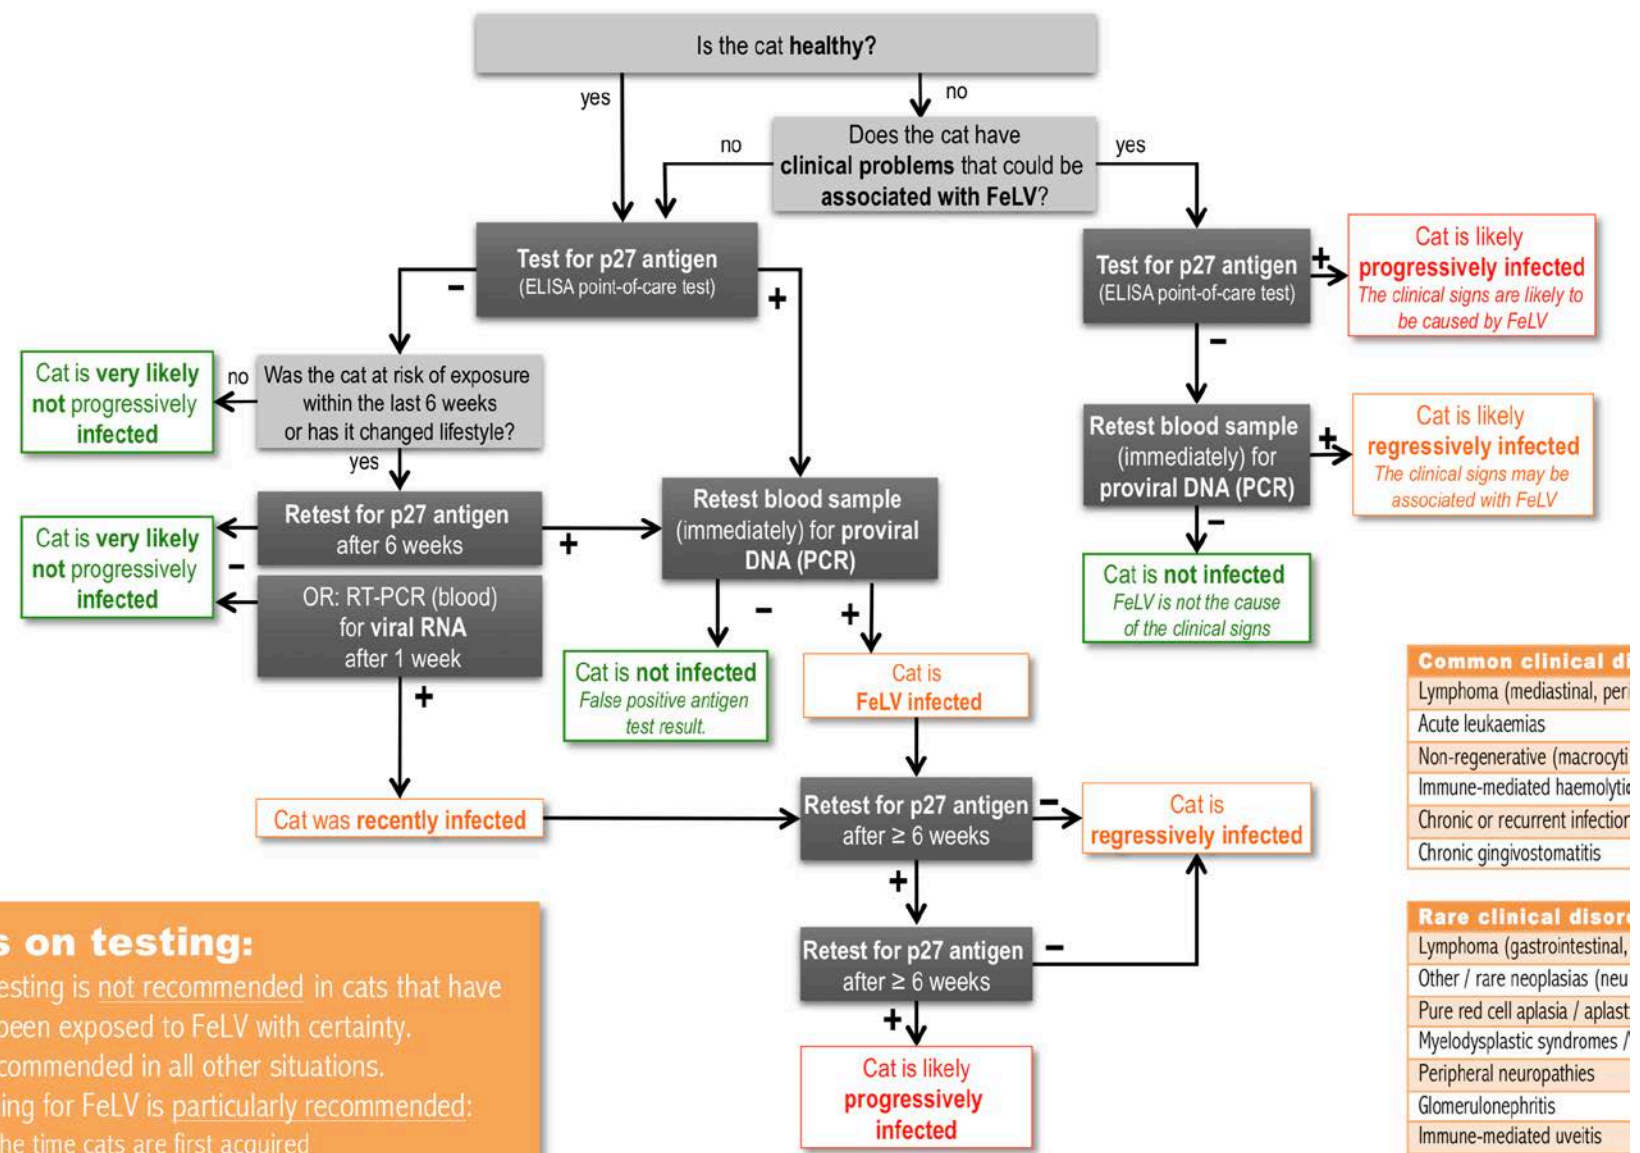 Is the cat healthy?
yes
no
Does the cat have
clinical problems that could be
associated with FeLV?
no
yes
Test for p27 antigen
(ELISA point-of-care test)
–
+
Test for p27 antigen
(ELISA point-of-care test)
+
–
Cat is likely
progressively infected
The clinical signs are likely to
be caused by FeLV
Cat is very likely
not progressively
infected
no
Was the cat at risk of exposure
within the last 6 weeks
or has it changed lifestyle?
yes
Retest blood sample
(immediately) for
proviral DNA (PCR)
+
–
Cat is likely
regressively infected
The clinical signs may be
associated with FeLV
Cat is very likely
not progressively
infected
–
Retest for p27 antigen
after 6 weeks
+
OR: RT-PCR (blood)
for viral RNA
after 1 week
+
Retest blood sample
(immediately) for proviral
DNA (PCR)
–
+
Cat is not infected
FeLV is not the cause
of the clinical signs
Cat is not infected
False positive antigen
test result.
Cat is
FeLV infected
Cat was recently infected
Retest for p27 antigen
after ≥ 6 weeks
–
+
Cat is
regressively infected
Retest for p27 antigen
after ≥ 6 weeks
–
+
Cat is likely
progressively
infected
Common clinical di
Lymphoma (mediastinal, peri
Acute leukaemias
Non-regenerative (macrocyti
Immune-mediated haemolytic
Chronic or recurrent infection
Chronic gingivostomatitis
Rare clinical disor
Lymphoma (gastrointestinal,
Other / rare neoplasias (neu
Pure red cell aplasia / aplast
Myelodysplastic syndromes /
Peripheral neuropathies
Glomerulonephritis
Immune-mediated uveitis
s on testing:
esting is not recommended in cats that have
been exposed to FeLV with certainty.
commended in all other situations.
ing for FeLV is particularly recommended:
he time cats are first acquired